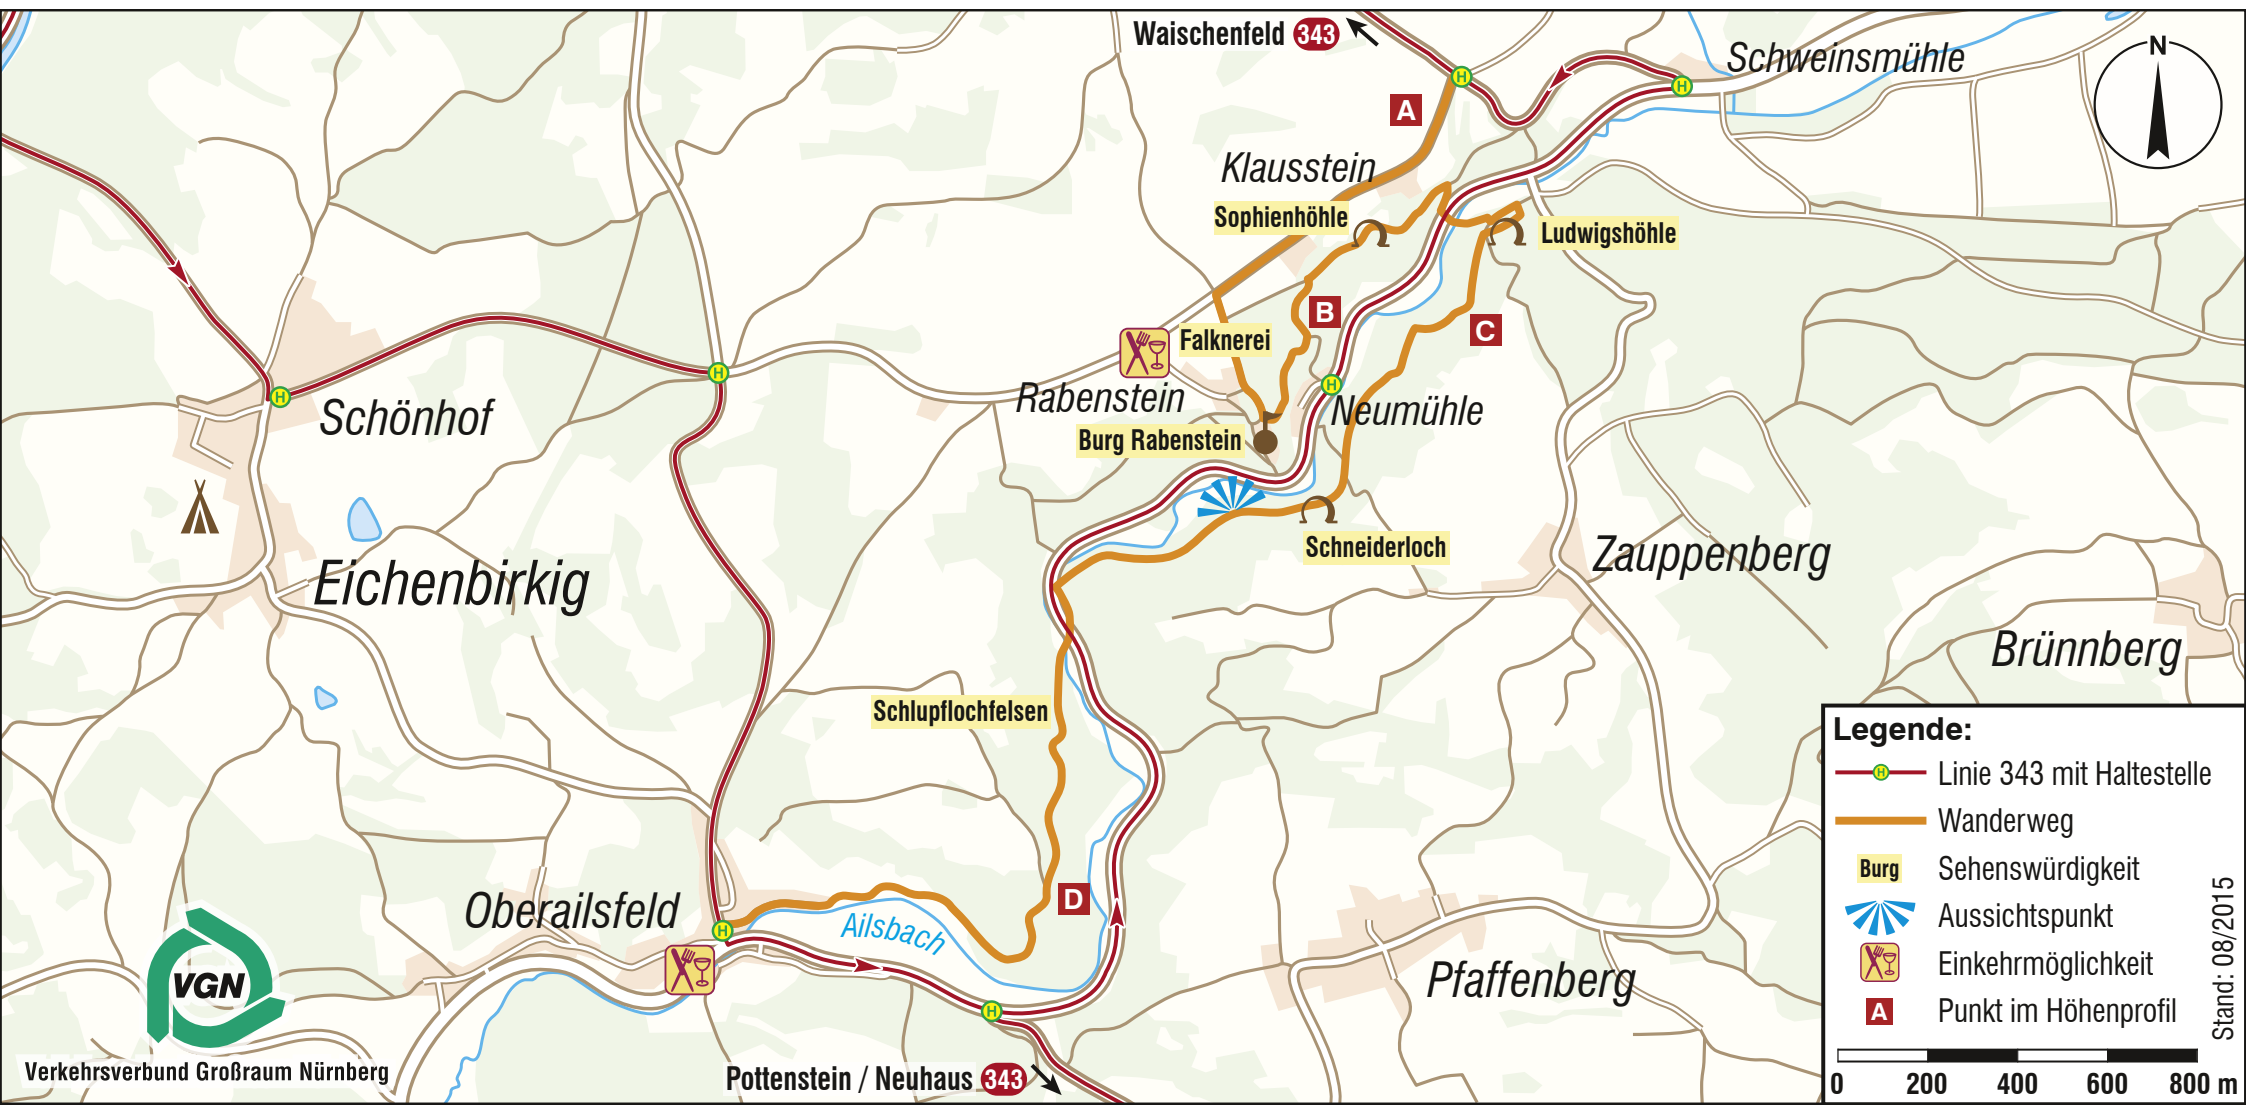 Waischenfeld 343
Schweinsmühle
N
H
H
A
Klausstein
Sophienhöhle
Ludwigshöhle
B
C
Falknerei
H
H
H
Rabenstein
Neumühle
Schönhof
Burg Rabenstein
Schneiderloch
Zauppenberg
Eichenbirkig
Brünnberg
Schlupflochfelsen
D
Oberailsfeld
H
Ailsbach
Pfaffenberg
H
VGN
Verkehrsverbund Großraum Nürnberg
Pottenstein / Neuhaus 343
Legende:
H Linie 343 mit Haltestelle
Wanderweg
Burg Sehenswürdigkeit
Aussichtspunkt
Einkehrmöglichkeit
A Punkt im Höhenprofil
0 200 400 600 800 m
Stand: 08/2015